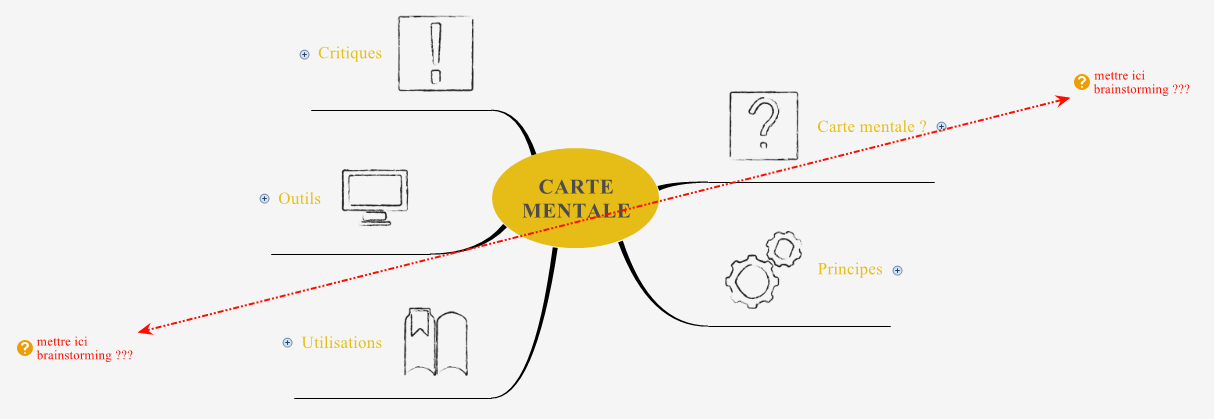 Critiques
mettre ici
brainstorming ???
Carte mentale ?
CARTE
MENTALE
Outils
Principes
Utilisations
mettre ici
brainstorming ???